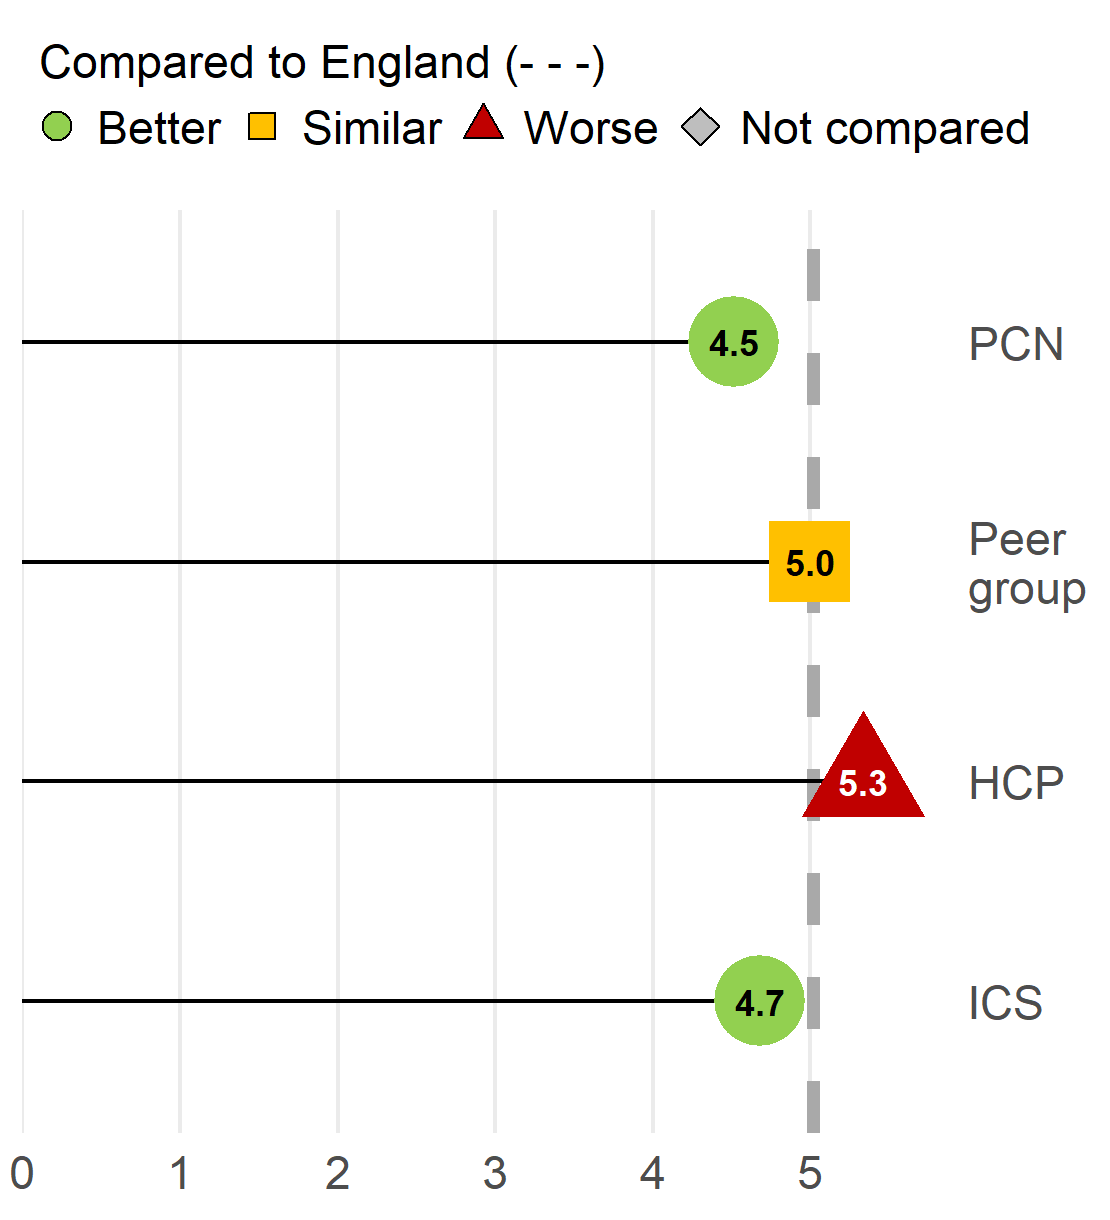 Compared to England (- - -)
Better Similar Worse Not compared
4.5 PCN
5.0 Peer
group
5.3 HCP
4.7 ICS
0 1 2 3 4 5